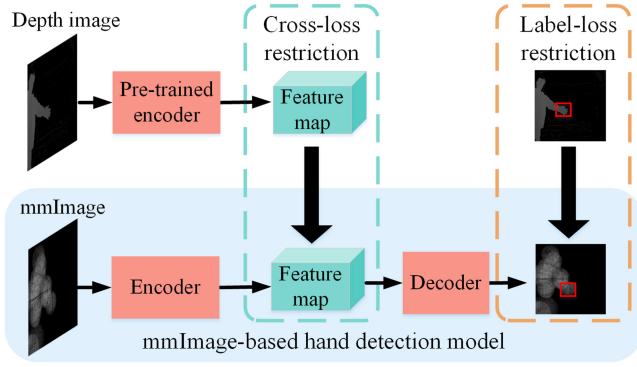 Depth image
Cross-loss
restriction
Label-loss
restriction
Pre-trained
encoder
Feature
map
mmImage
Encoder
Feature
map
Decoder
mmImage-based hand detection model